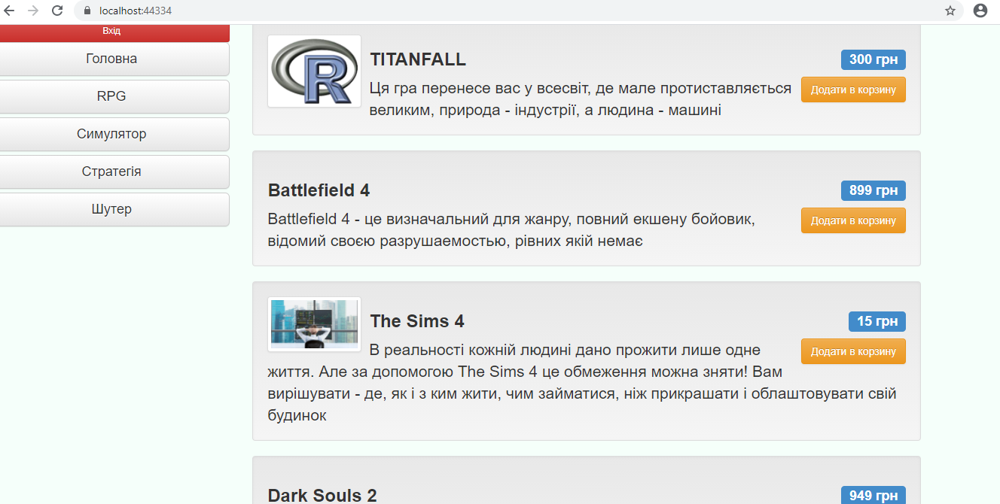 localhost:44334
Вхід
Головна
RPG
Симулятор
Стратегія
Шутер
R
TITANFALL
300 грн
Ця гра перенесе вас у всесвіт, де мале протиставляється
великим, природа - індустрії, а людина - машині
Додати в корзину
Battlefield 4
899 грн
Battlefield 4 - це визначальний для жанру, повний екшену бойовик,
відомий своєю разрушаемостью, рівних якій немає
Додати в корзину
The Sims 4
15 грн
В реальності кожній людині дано прожити лише одне
життя. Але за допомогою The Sims 4 це обмеження можна зняти! Вам
вирішувати - де, як і з ким жити, чим займатися, ніж прикрашати і облаштовувати свій
будинок
Додати в корзину
Dark Souls 2
949 грн